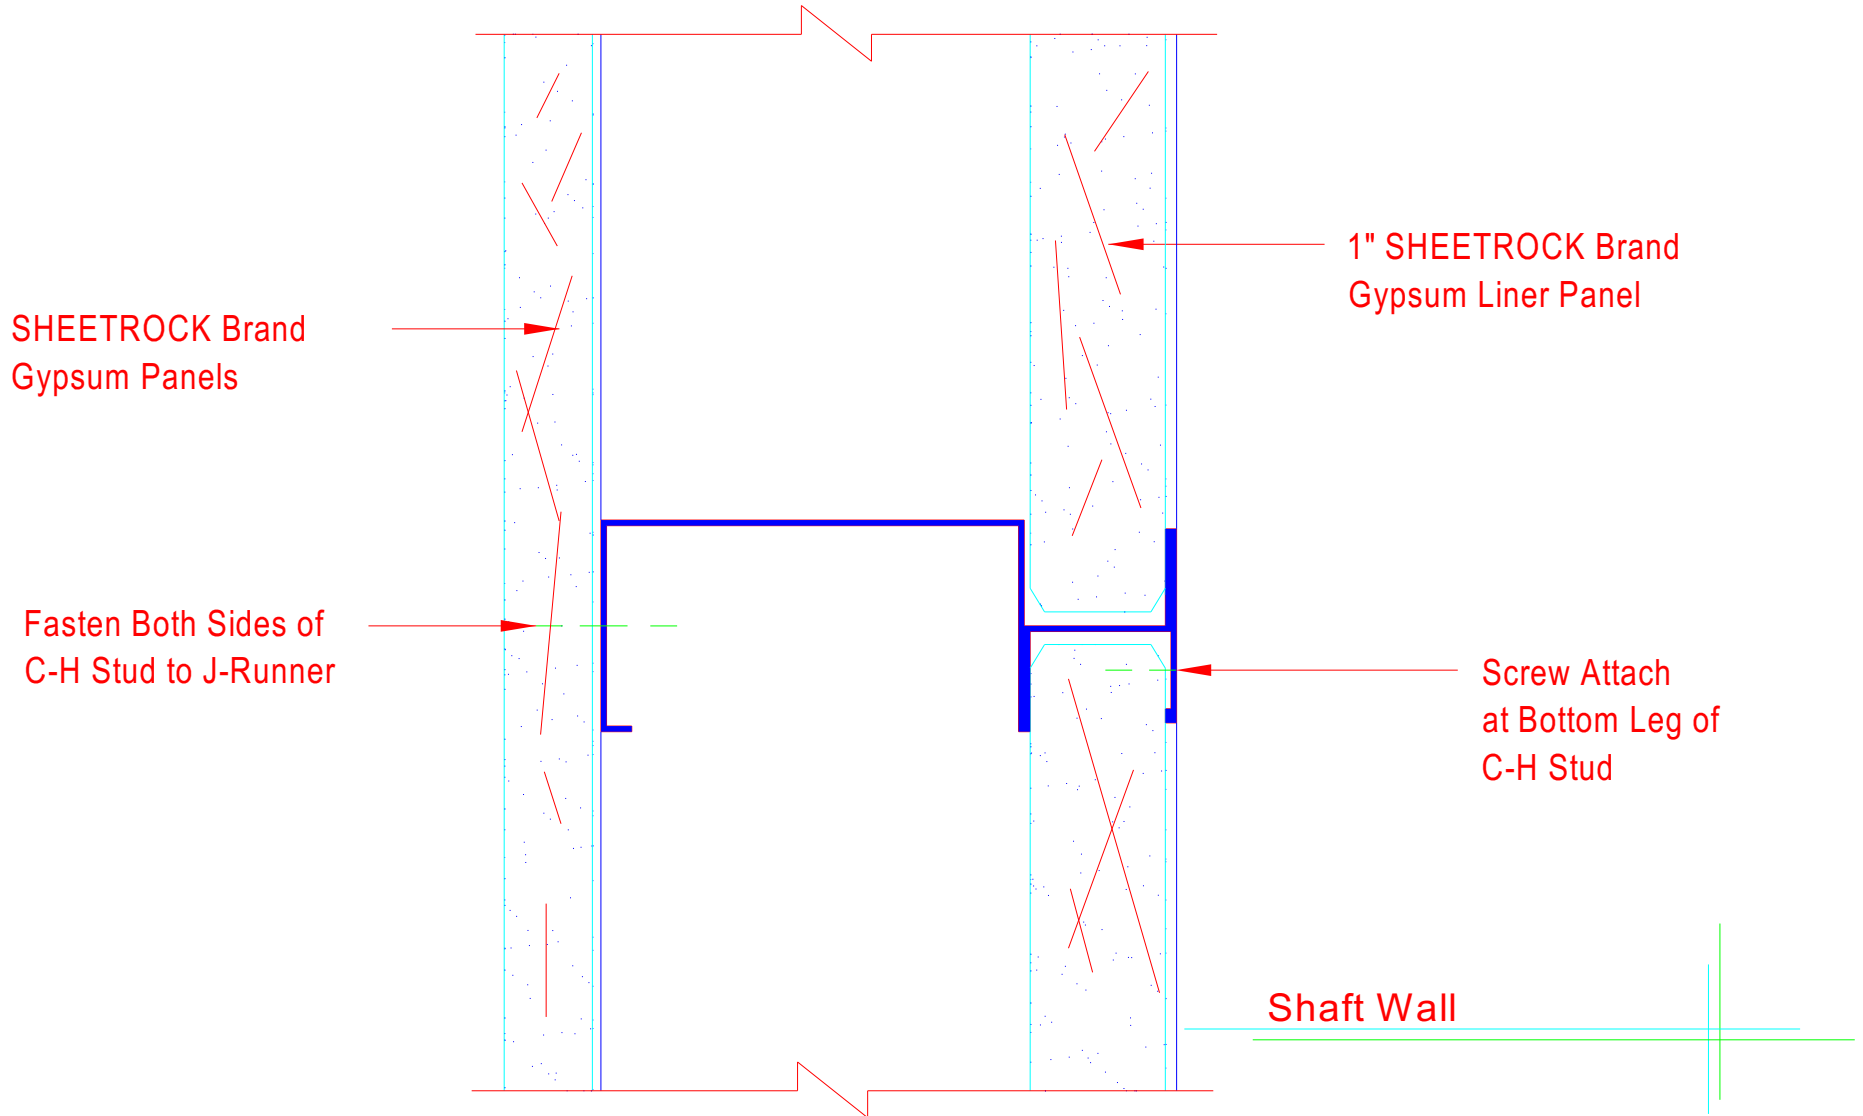 1" SHEETROCK Brand
Gypsum Liner Panel
SHEETROCK Brand
Gypsum Panels
Fasten Both Sides of
C-H Stud to J-Runner
Screw Attach
at Bottom Leg of
C-H Stud
Shaft Wall